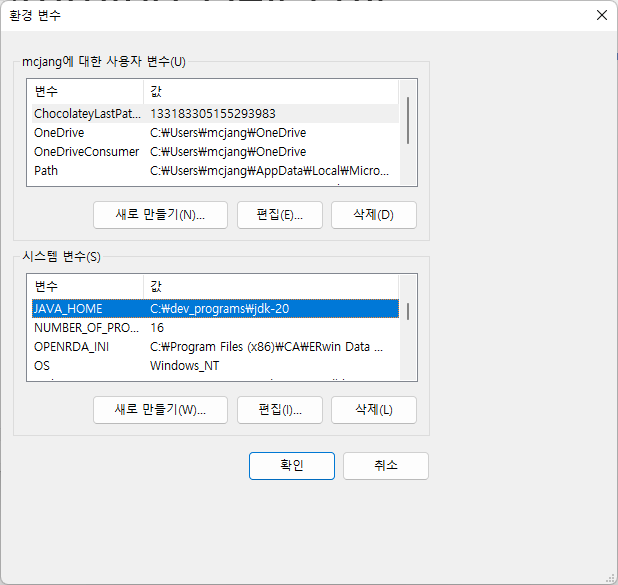 환경 변수
mcjang에 대한 사용자 변수(U)
변수 값
ChocolateyLastPat... 133183305155293983
OneDrive C:₩Users₩mcjang₩OneDrive
OneDriveConsumer C:₩Users₩mcjang₩OneDrive
Path C:₩Users₩mcjang₩AppData₩Local₩Micro...
새로 만들기(N)... 편집(E)... 삭제(D)
시스템 변수(S)
변수 값
JAVA_HOME C:₩dev_programs₩jdk-20
NUMBER_OF_PRO... 16
OPENRDA_INI C:₩Program Files (x86)₩CA₩ERwin Data ...
OS Windows_NT
새로 만들기(W)... 편집(I)... 삭제(L)
확인 취소